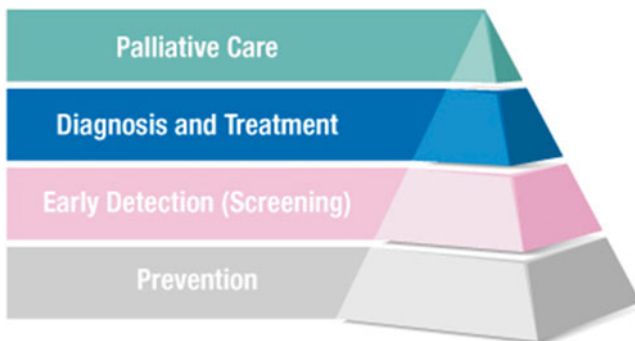 Palliative Care
Diagnosis and Treatment
Early Detection (Screening)
Prevention